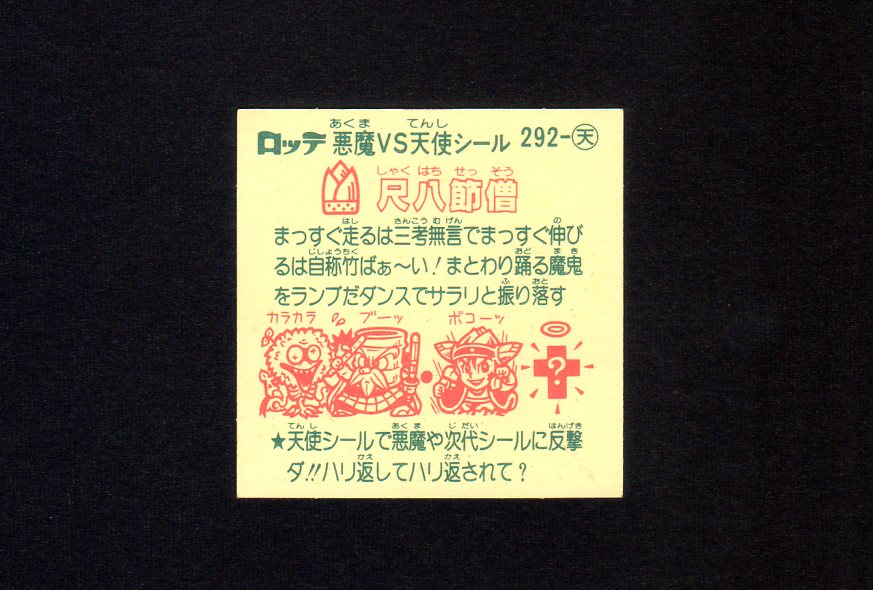 ロッテ 悪魔VS天使シール 292-天
あくま てんし
尺八節僧
しゃくはちせっそう
まっすぐ走るは三考無言でまっすぐ伸び
はし さんこうむげん の
るは自称竹ばぁ〜い!まとわり踊る魔鬼
じしょうちく おど まき
をランブだダンスでサラリと振り落す
ふ おと
カラカラ ブーッ ボコーッ
?
★天使シールで悪魔や次代シールに反撃
てんし あくま じだい はんげき
ダ!!ハリ返してハリ返されて?
かえ かえ